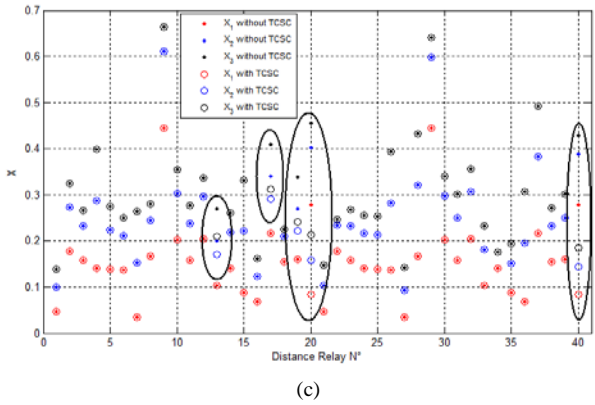 0.7
0.6
0.5
0.4
0.3
0.2
0.1
0
X
X1 without TCSC
X2 without TCSC
X3 without TCSC
X1 with TCSC
X2 with TCSC
X3 with TCSC
0 5 10 15 20 25 30 35 40
Distance Relay N°
(c)